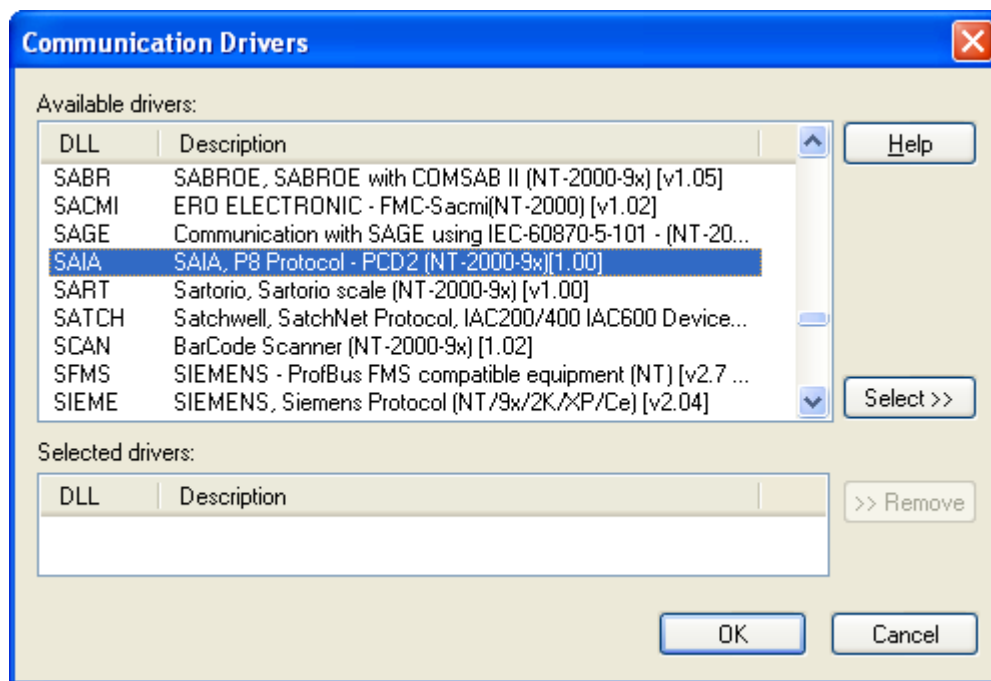 Communication Drivers
Available drivers:
DLL Description
Help
SABR SABROE, SABROE with COMSAB II (NT-2000-9x) [v1.05]
SACMI ERO ELECTRONIC - FMC-Sacmi(NT-2000) [v1.02]
SAGE Communication with SAGE using IEC-60870-5-101 - (NT-20...
SAIA SAIA, P8 Protocol - PCD2 (NT-2000-9x)[1.00]
SART Sartorio, Sartorio scale (NT-2000-9x) [v1.00]
SATCH Satchwell, SatchNet Protocol, IAC200/400 IAC600 Device...
SCAN BarCode Scanner (NT-2000-9x) [1.02]
SFMS SIEMENS - ProfBus FMS compatible equipment (NT) [v2.7 ...
SIEME SIEMENS, Siemens Protocol (NT/9x/2K/XP/Ce) [v2.04]
Select >>
Selected drivers:
DLL Description
>> Remove
OK Cancel